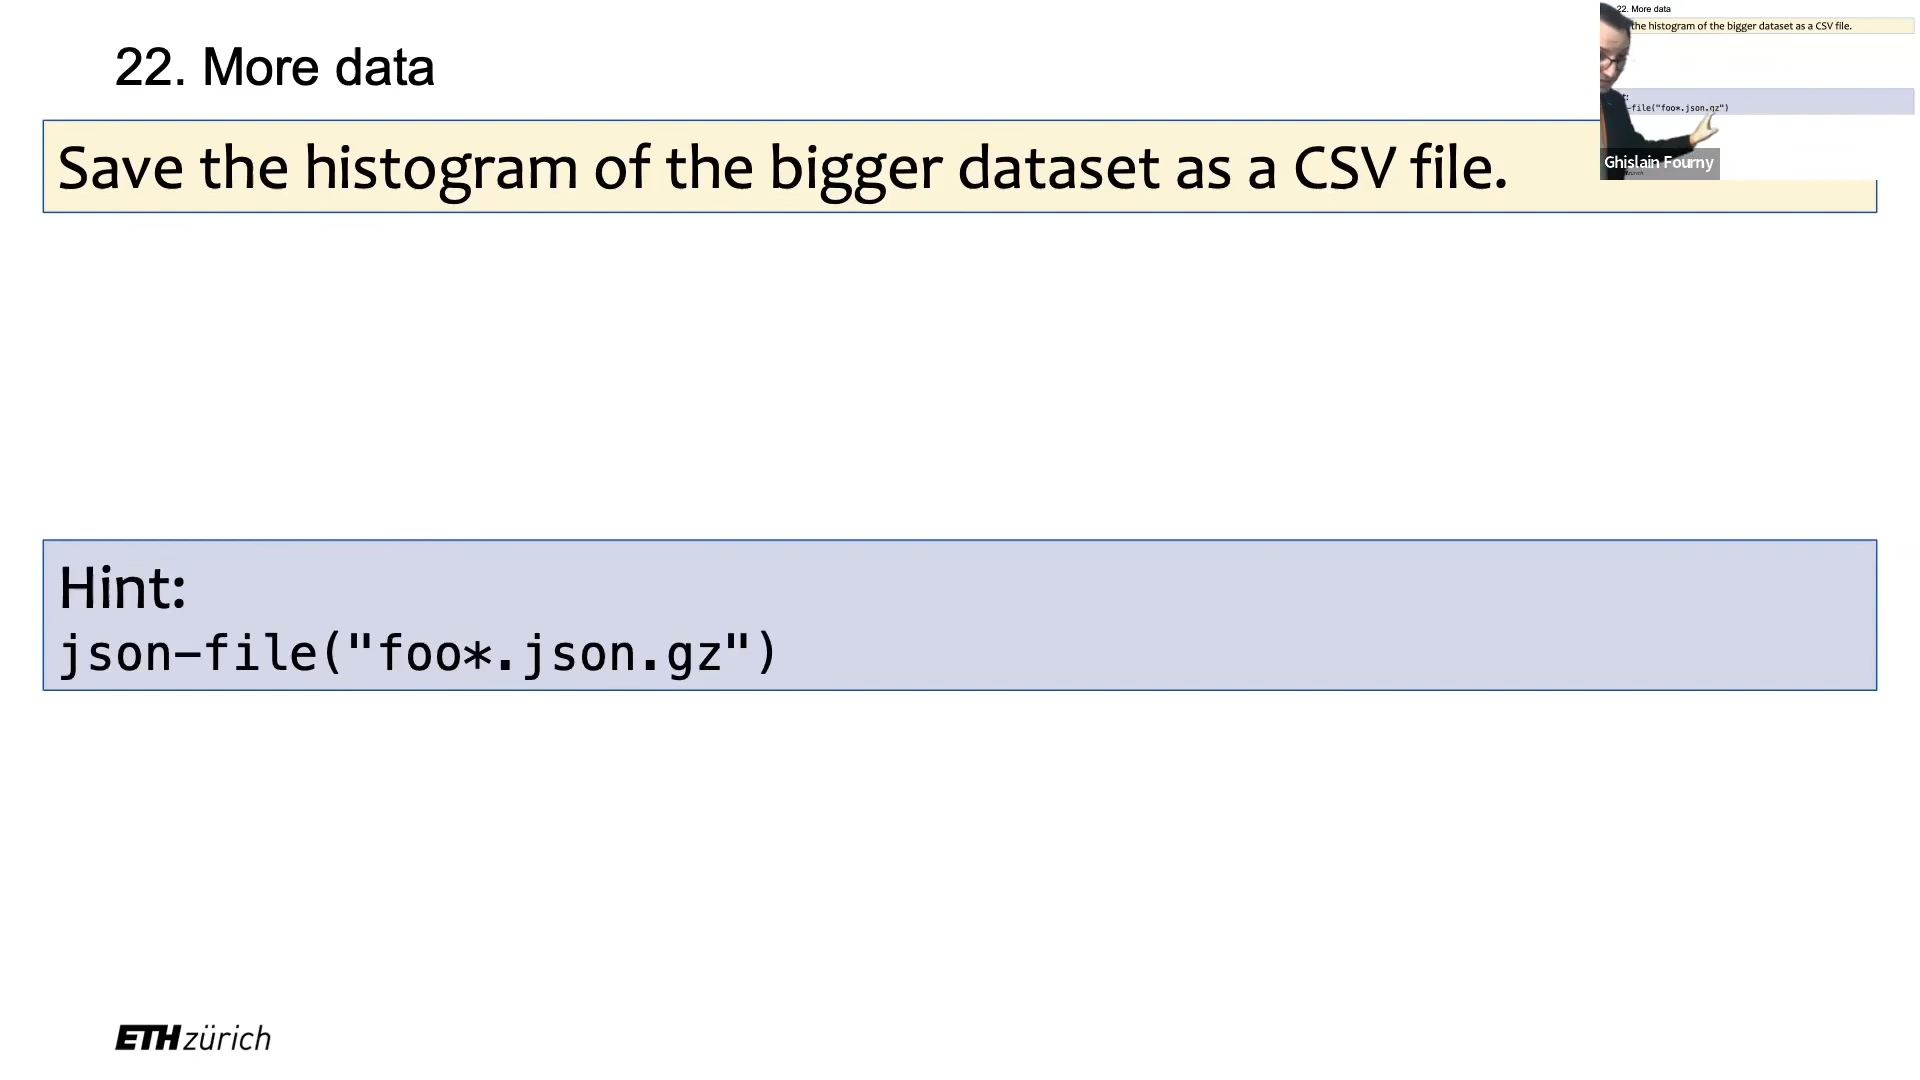 22. More data
Save the histogram of the bigger dataset as a CSV file.
Hint:
json-file("foo*.json.gz")
ETH zürich
22. More data
the histogram of the bigger dataset as a CSV file.
-file("foo*.json.gz")
Ghislain Fourny